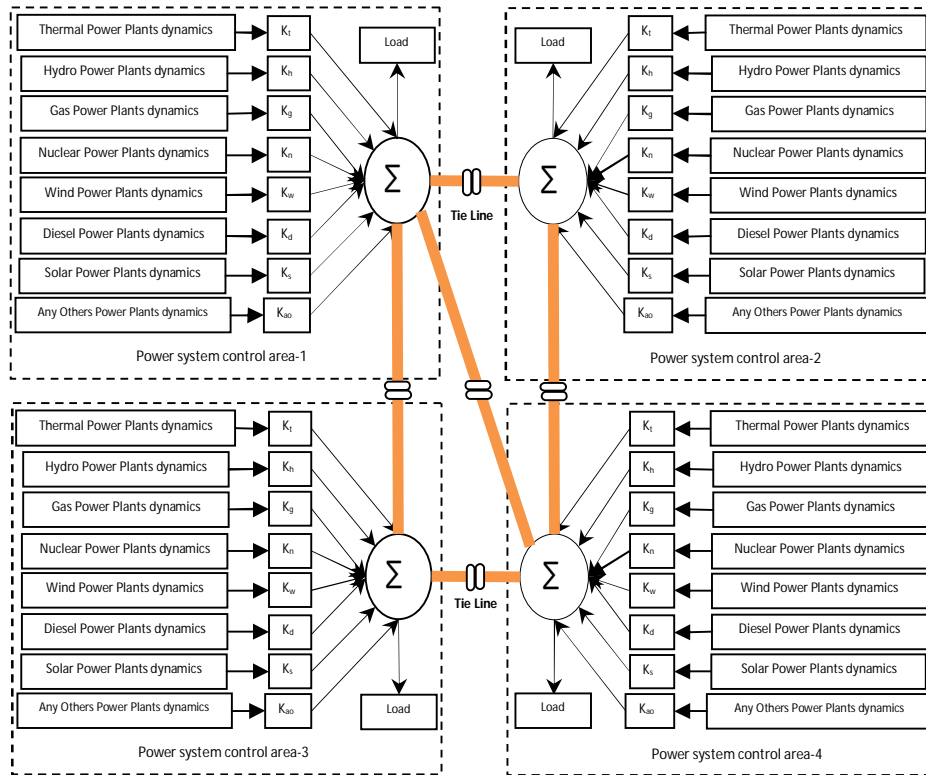 Thermal Power Plants dynamics
Kt
Hydro Power Plants dynamics
Kh
Gas Power Plants dynamics
Kg
Nuclear Power Plants dynamics
Kn
Wind Power Plants dynamics
Kw
Diesel Power Plants dynamics
Kd
Solar Power Plants dynamics
Ks
Any Others Power Plants dynamics
Kao
Load
Σ
Power system control area-1
Tie Line
Load
Σ
Kt
Thermal Power Plants dynamics
Kh
Hydro Power Plants dynamics
Kg
Gas Power Plants dynamics
Kn
Nuclear Power Plants dynamics
Kw
Wind Power Plants dynamics
Kd
Diesel Power Plants dynamics
Ks
Solar Power Plants dynamics
Kao
Any Others Power Plants dynamics
Power system control area-2
Thermal Power Plants dynamics
Kt
Hydro Power Plants dynamics
Kh
Gas Power Plants dynamics
Kg
Nuclear Power Plants dynamics
Kn
Wind Power Plants dynamics
Kw
Diesel Power Plants dynamics
Kd
Solar Power Plants dynamics
Ks
Any Others Power Plants dynamics
Kao
Σ
Load
Power system control area-3
Tie Line
Σ
Load
Kt
Thermal Power Plants dynamics
Kh
Hydro Power Plants dynamics
Kg
Gas Power Plants dynamics
Kn
Nuclear Power Plants dynamics
Kw
Wind Power Plants dynamics
Kd
Diesel Power Plants dynamics
Ks
Solar Power Plants dynamics
Kao
Any Others Power Plants dynamics
Power system control area-4